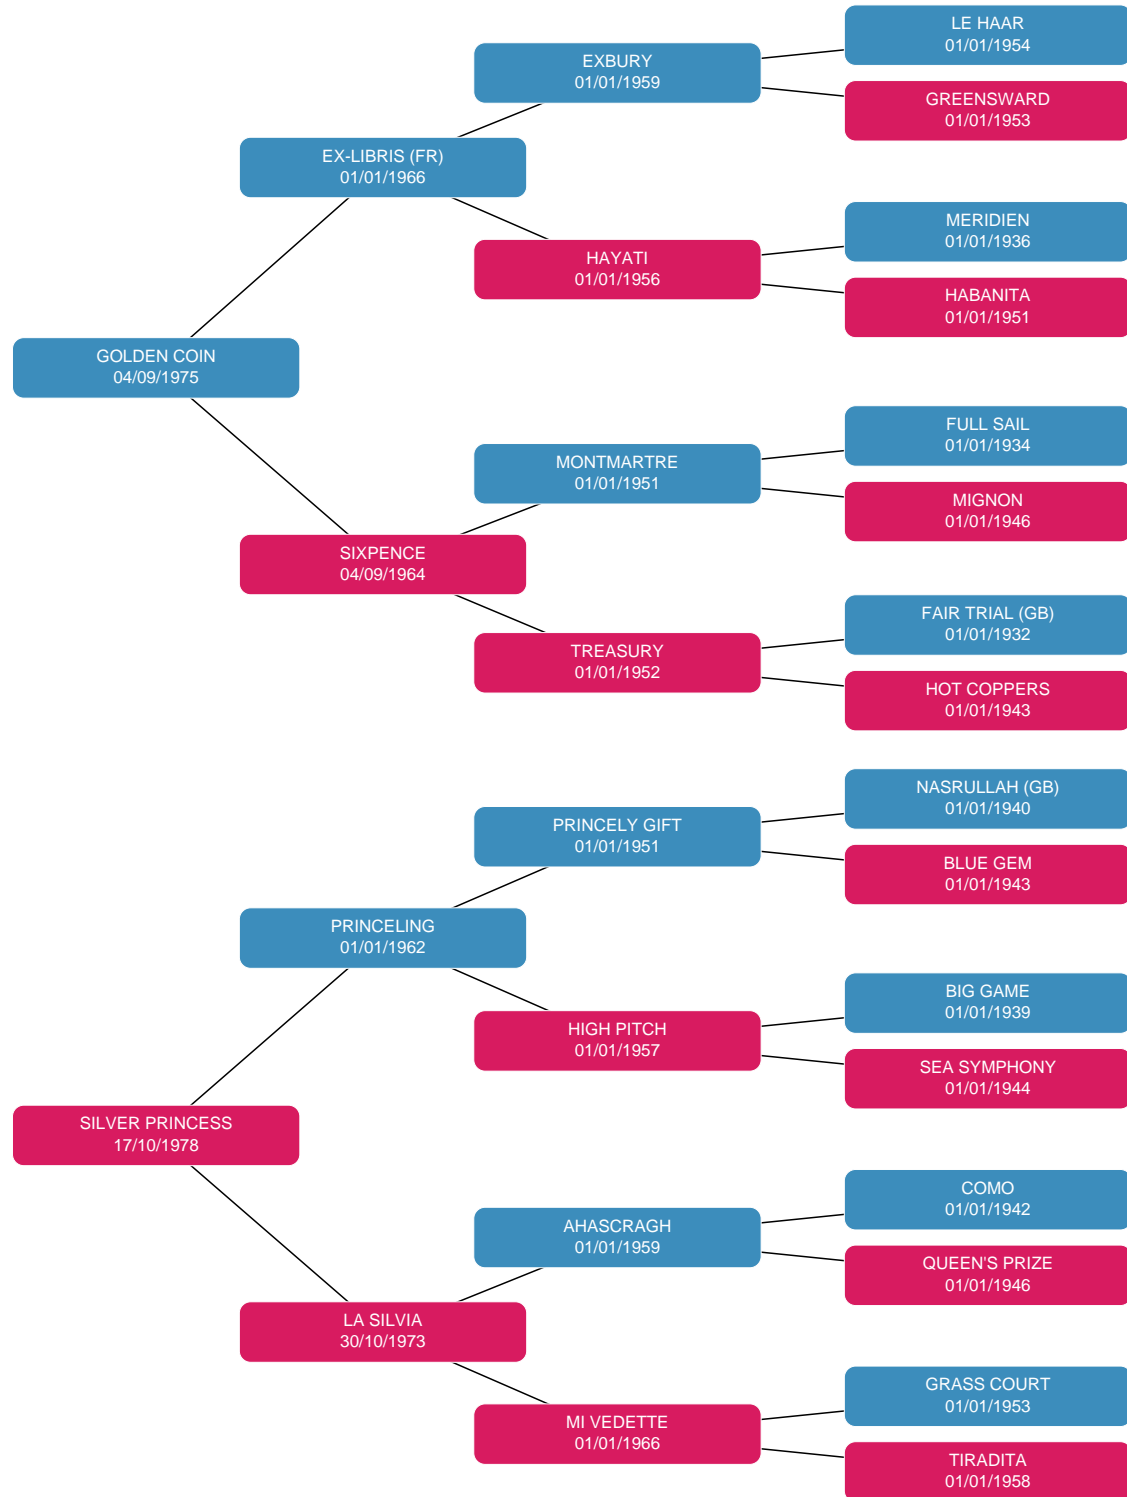 LE HAAR
01/01/1954
EXBURY
01/01/1959
GREENSWARD
01/01/1953
EX-LIBRIS (FR)
01/01/1966
MERIDIEN
01/01/1936
HAYATI
01/01/1956
HABANITA
01/01/1951
GOLDEN COIN
04/09/1975
FULL SAIL
01/01/1934
MONTMARTRE
01/01/1951
MIGNON
01/01/1946
SIXPENCE
04/09/1964
FAIR TRIAL (GB)
01/01/1932
TREASURY
01/01/1952
HOT COPPERS
01/01/1943
NASRULLAH (GB)
01/01/1940
PRINCELY GIFT
01/01/1951
BLUE GEM
01/01/1943
PRINCELING
01/01/1962
BIG GAME
01/01/1939
HIGH PITCH
01/01/1957
SEA SYMPHONY
01/01/1944
SILVER PRINCESS
17/10/1978
COMO
01/01/1942
AHASCRAGH
01/01/1959
QUEEN'S PRIZE
01/01/1946
LA SILVIA
30/10/1973
GRASS COURT
01/01/1953
MI VEDETTE
01/01/1966
TIRADITA
01/01/1958